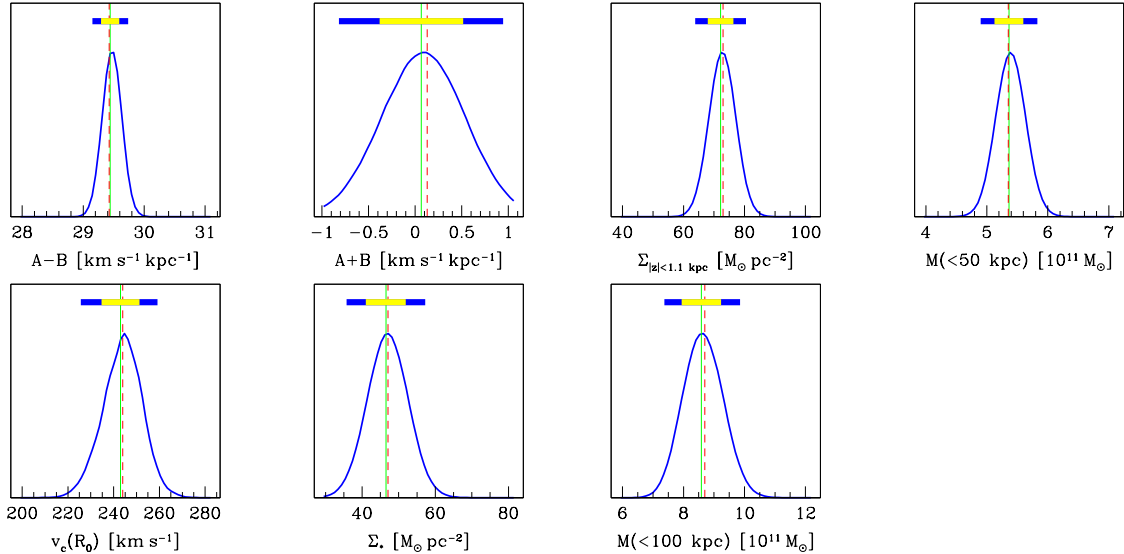 28 29 30 31
A−B [km s⁻¹ kpc⁻¹]
−1 −0.5 0 0.5 1
A+B [km s⁻¹ kpc⁻¹]
40 60 80 100
Σ|z|<1.1 kpc [M⊙ pc⁻²]
4 5 6 7
M(<50 kpc) [10¹¹ M⊙]
200 220 240 260 280
v_c(R₀) [km s⁻¹]
40 60 80
Σ⋆ [M⊙ pc⁻²]
6 8 10 12
M(<100 kpc) [10¹¹ M⊙]